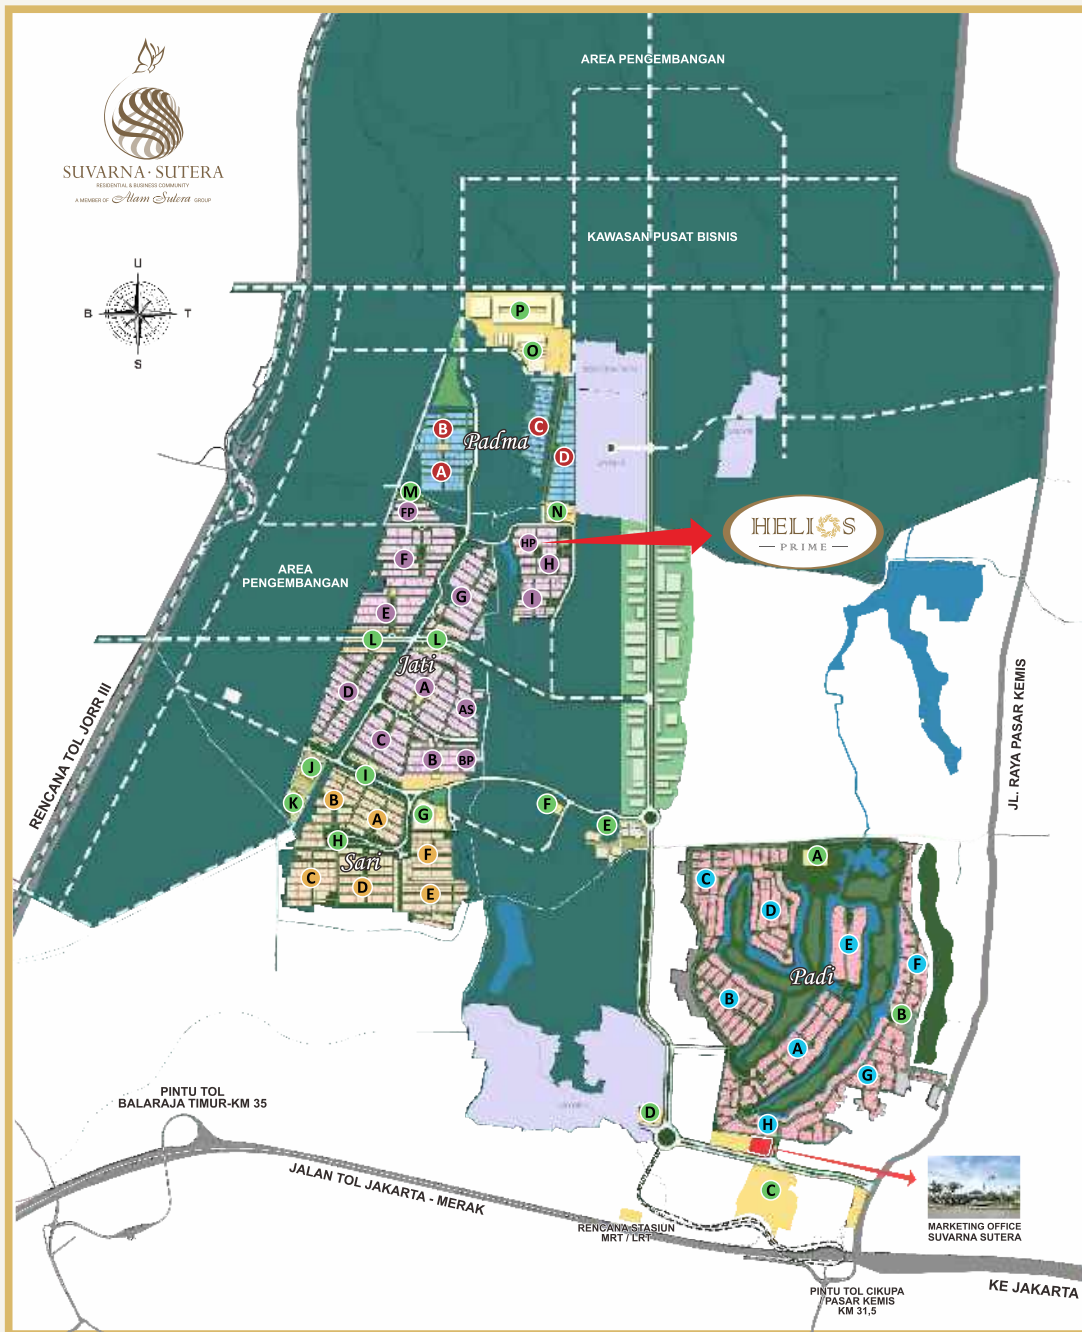 AREA PENGEMBANGAN
SUVARNA · SUTERA
RESIDENTIAL & BUSINESS COMMUNITY
A MEMBER OF Alam Sutera GROUP
KAWASAN PUSAT BISNIS
U
B T
S
P
O
B
C
Padma
A
D
M
FP
N
HELIOS
PRIME
HP
F
H
AREA
PENGEMBANGAN
G
I
E
L
L
Jati
A
D
AS
C
B
BP
RENCANA TOL JORR III
JL. RAYA PASAR KEMIS
J
I
K
B
A
G
F
E
H
Sari
F
C
D
E
A
C
D
E
F
Padi
B
B
A
G
H
D
PINTU TOL
BALARAJA TIMUR-KM 35
JALAN TOL JAKARTA - MERAK
C
RENCANA STASIUN
MRT / LRT
MARKETING OFFICE
SUVARNA SUTERA
PINTU TOL CIKUPA
PASAR KEMIS
KM 31,5
KE JAKARTA